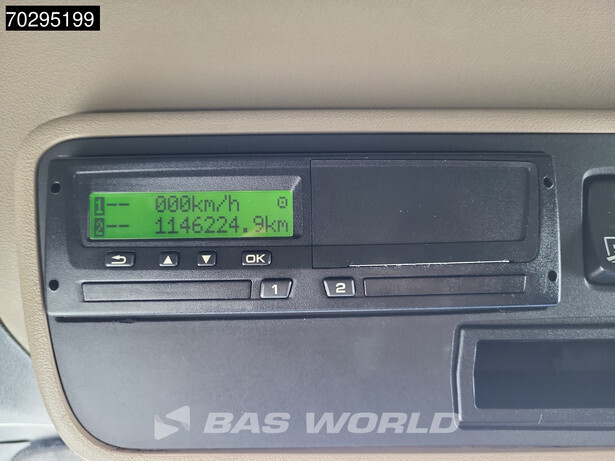 70295199
1-- 000km/h
2-- 1146224.9km
OK
1 2
BAS WORLD